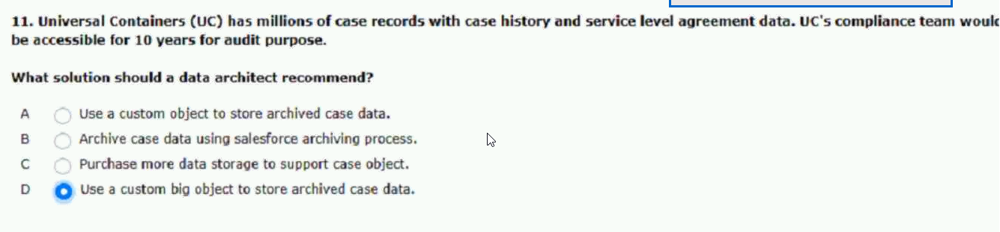 11. Universal Containers (UC) has millions of case records with case history and service level agreement data. UC's compliance team would
be accessible for 10 years for audit purpose.
What solution should a data architect recommend?
A Use a custom object to store archived case data.
B Archive case data using salesforce archiving process.
C Purchase more data storage to support case object.
D Use a custom big object to store archived case data.